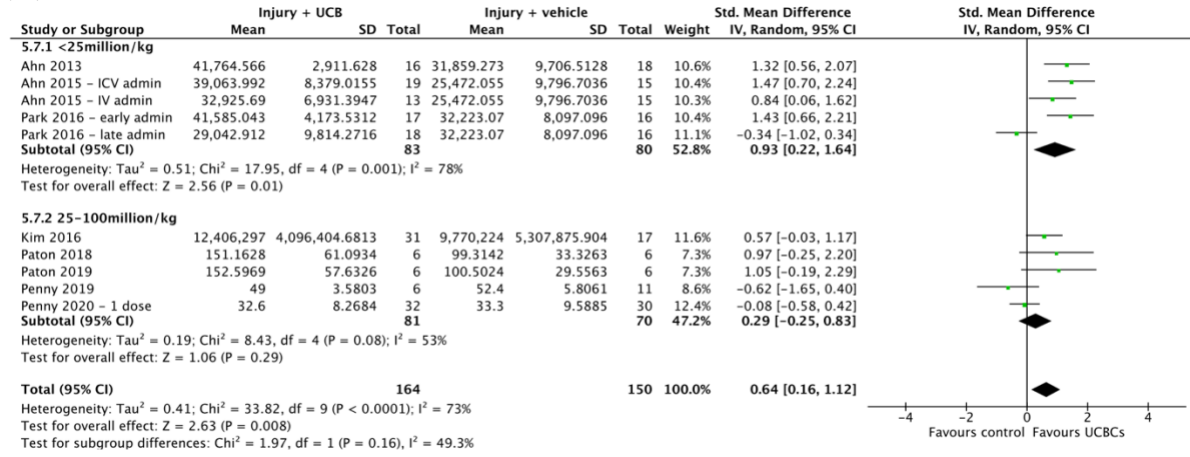 Injury + UCB Injury + vehicle Std. Mean Difference Std. Mean Difference
Study or Subgroup Mean SD Total Mean SD Total Weight IV, Random, 95% CI IV, Random, 95% CI
5.7.1 <25million/kg
Ahn 2013 41,764.566 2,911.628 16 31,859.273 9,706.5128 18 10.6% 1.32 [0.56, 2.07]
Ahn 2015 – ICV admin 39,063.992 8,379.0155 19 25,472.055 9,796.7036 15 10.4% 1.47 [0.70, 2.24]
Ahn 2015 – IV admin 32,925.69 6,931.3947 13 25,472.055 9,796.7036 15 10.3% 0.84 [0.06, 1.62]
Park 2016 – early admin 41,585.043 4,173.5312 17 32,223.07 8,097.096 16 10.4% 1.43 [0.66, 2.21]
Park 2016 – late admin 29,042.912 9,814.2716 18 32,223.07 8,097.096 16 11.1% -0.34 [-1.02, 0.34]
Subtotal (95% CI) 83 80 52.8% 0.93 [0.22, 1.64]
Heterogeneity: Tau² = 0.51; Chi² = 17.95, df = 4 (P = 0.001); I² = 78%
Test for overall effect: Z = 2.56 (P = 0.01)
5.7.2 25–100million/kg
Kim 2016 12,406,297 4,096,404.6813 31 9,770,224 5,307,875.904 17 11.6% 0.57 [-0.03, 1.17]
Paton 2018 151.1628 61.0934 6 99.3142 33.3263 6 7.3% 0.97 [-0.25, 2.20]
Paton 2019 152.5969 57.6326 6 100.5024 29.5563 6 7.3% 1.05 [-0.19, 2.29]
Penny 2019 49 3.5803 6 52.4 5.8061 11 8.6% -0.62 [-1.65, 0.40]
Penny 2020 – 1 dose 32.6 8.2684 32 33.3 9.5885 30 12.4% -0.08 [-0.58, 0.42]
Subtotal (95% CI) 81 70 47.2% 0.29 [-0.25, 0.83]
Heterogeneity: Tau² = 0.19; Chi² = 8.43, df = 4 (P = 0.08); I² = 53%
Test for overall effect: Z = 1.06 (P = 0.29)
Total (95% CI) 164 150 100.0% 0.64 [0.16, 1.12]
Heterogeneity: Tau² = 0.41; Chi² = 33.82, df = 9 (P < 0.0001); I² = 73%
Test for overall effect: Z = 2.63 (P = 0.008)
Test for subgroup differences: Chi² = 1.97, df = 1 (P = 0.16), I² = 49.3%
-4 -2 0 2 4
Favours control Favours UCBCs